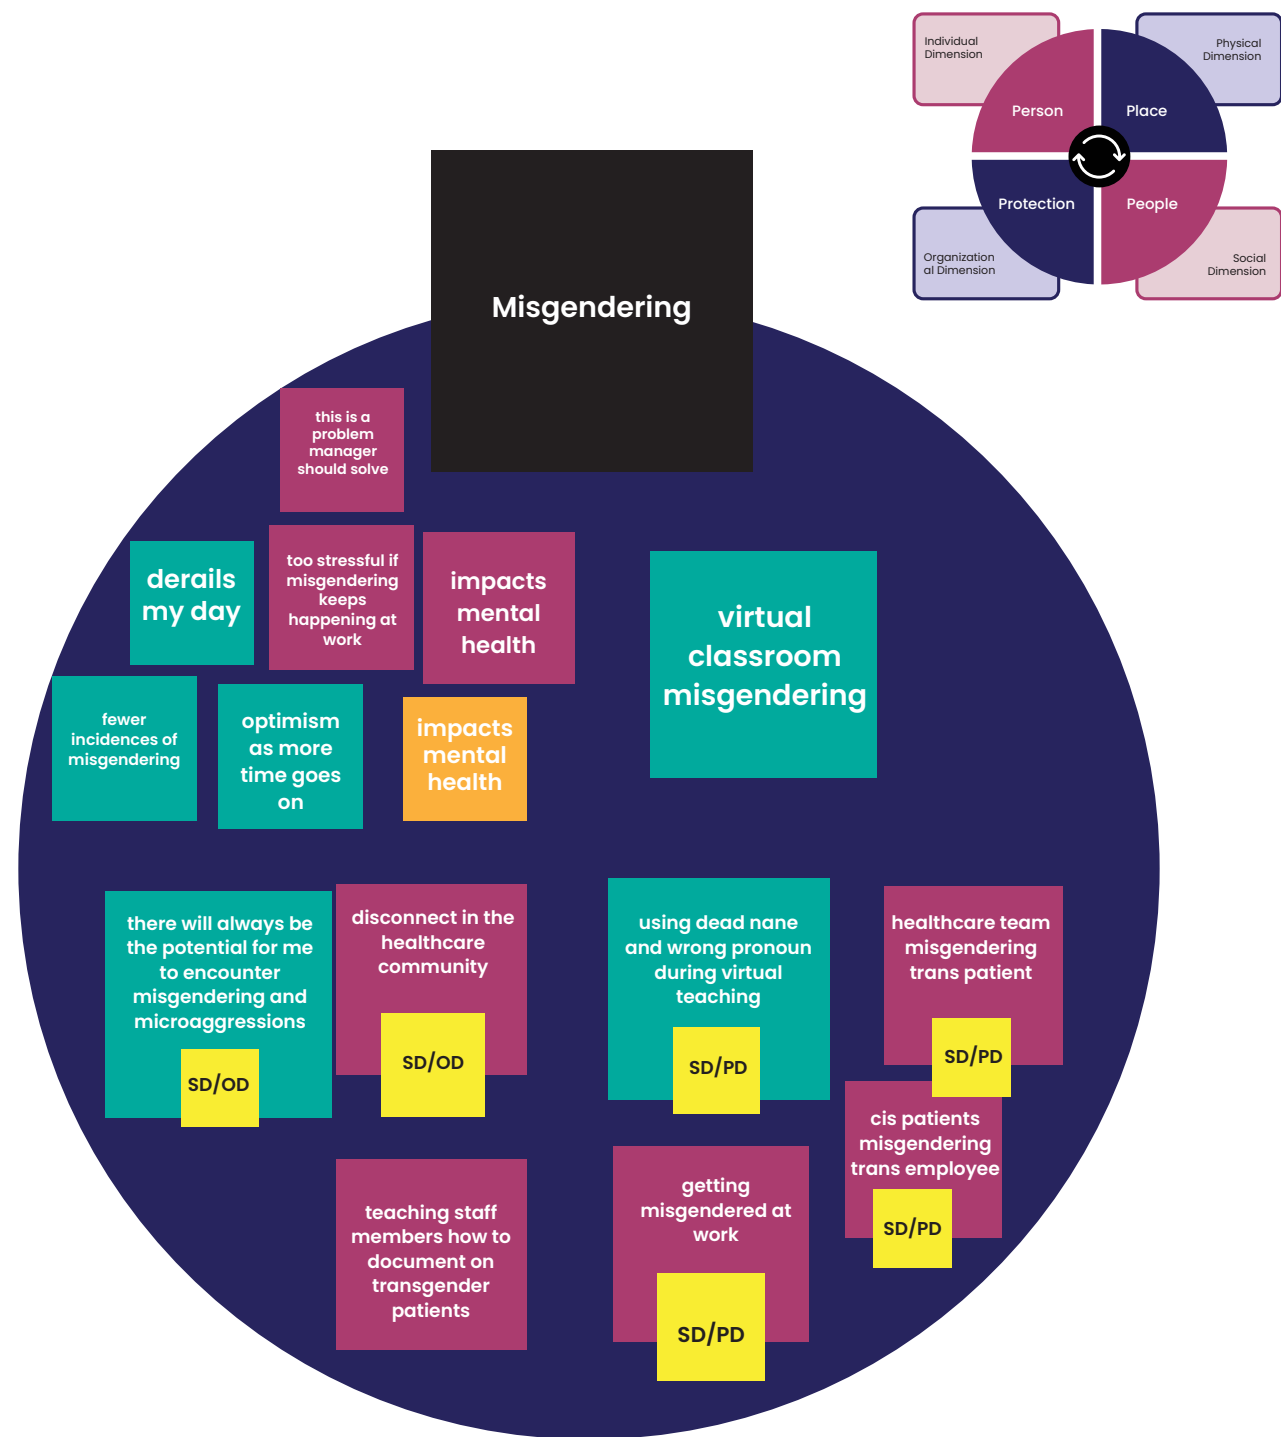 Individual
Dimension
Physical
Dimension
Person
Place
Protection
People
Organization
al Dimension
Social
Dimension
Misgendering
this is a
problem
manager
should solve
derails
my day
too stressful if
misgendering
keeps
happening at
work
impacts
mental
health
virtual
classroom
misgendering
fewer
incidences of
misgendering
optimism
as more
time goes
on
impacts
mental
health
there will always be
the potential for me
to encounter
misgendering and
microaggressions
SD/OD
disconnect in the
healthcare
community
SD/OD
using dead nane
and wrong pronoun
during virtual
teaching
SD/PD
healthcare team
misgendering
trans patient
SD/PD
cis patients
misgendering
trans employee
SD/PD
teaching staff
members how to
document on
transgender
patients
getting
misgendered at
work
SD/PD